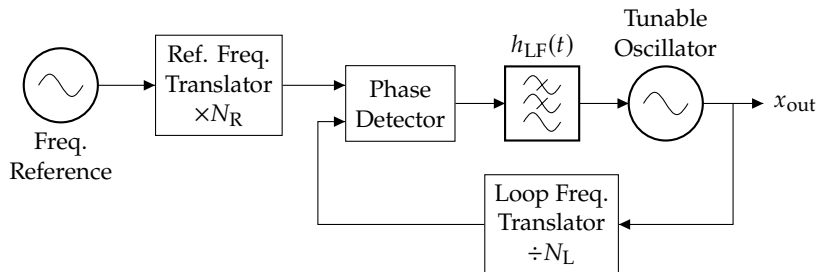 Freq.
Reference
Ref. Freq.
Translator
×N_R
Phase
Detector
h_LF(t)
Tunable
Oscillator
x_out
Loop Freq.
Translator
÷N_L